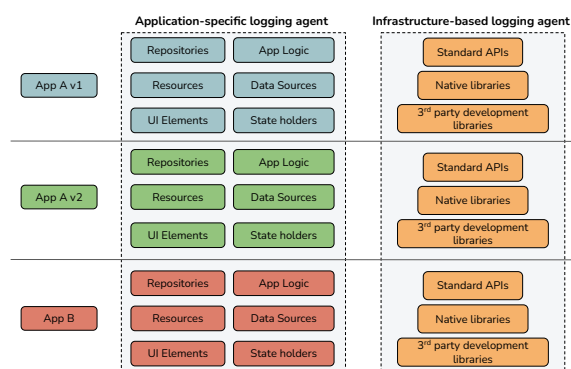 Application-specific logging agent
Infrastructure-based logging agent
App A v1
Repositories
App Logic
Resources
Data Sources
UI Elements
State holders
Standard APIs
Native libraries
3rd party development
libraries
App A v2
Repositories
App Logic
Resources
Data Sources
UI Elements
State holders
Standard APIs
Native libraries
3rd party development
libraries
App B
Repositories
App Logic
Resources
Data Sources
UI Elements
State holders
Standard APIs
Native libraries
3rd party development
libraries